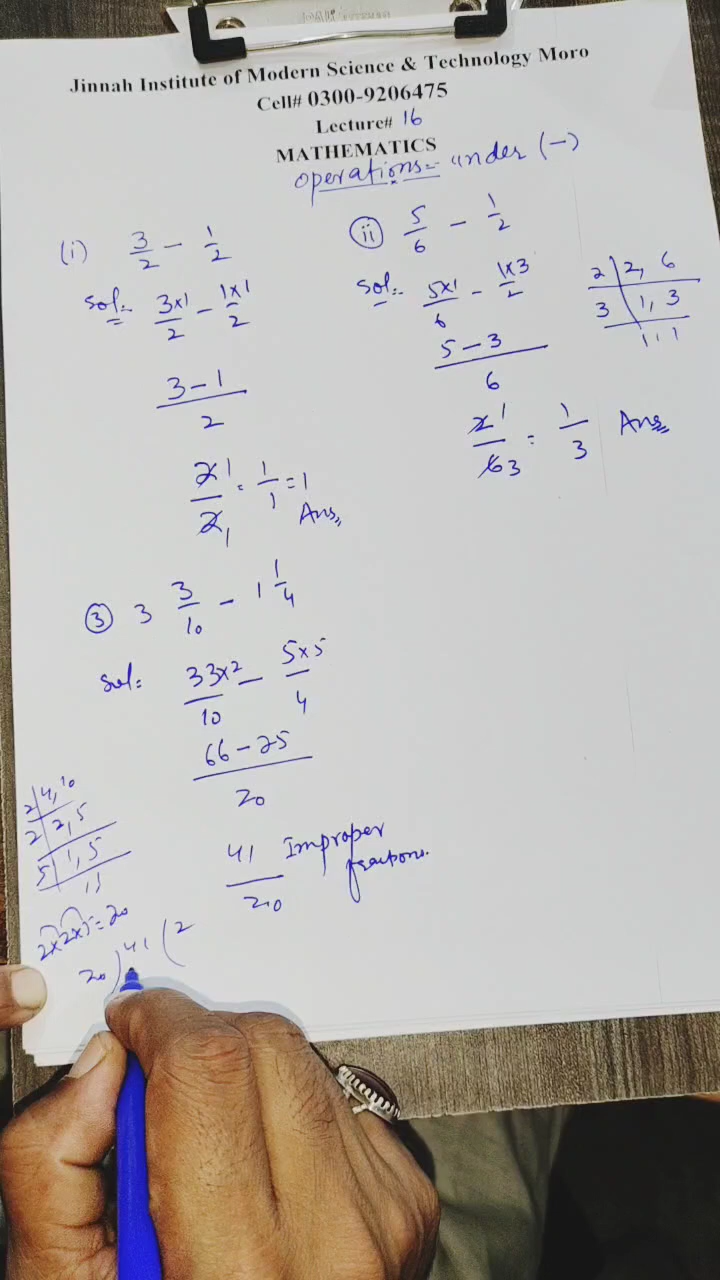 Jinnah Institute of Modern Science & Technology Moro
Cell# 0300-9206475
Lecture# 16
MATHEMATICS
Operations:- under (-)
(i) 3/2 - 1/2
Sol:- 3×1/2 - 1×1/2
3-1/2
2 1/2 1 = 1/1 = 1
Ans,,
(ii) 5/6 - 1/2
Sol:- 5×1/6 - 1×3/2
5-3/6
2 1/6 3 = 1/3 Ans,,
2 | 2, 6
3 | 1, 3
1, 1
(3) 3 3/10 - 1 1/4
Sol: 33×2/10 - 5×5/4
66-25/20
41/20 Improper
fractions.
2 | 4, 10
2 | 2, 5
5 | 1, 5
1, 1
2×2×5=20
20 ) 41 ( 2